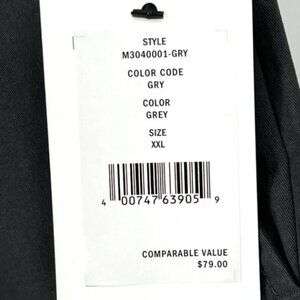 STYLE
M3040001-GRY
COLOR CODE
GRY
COLOR
GREY
SIZE
XXL
4 00747 63905 9
COMPARABLE VALUE
$79.00